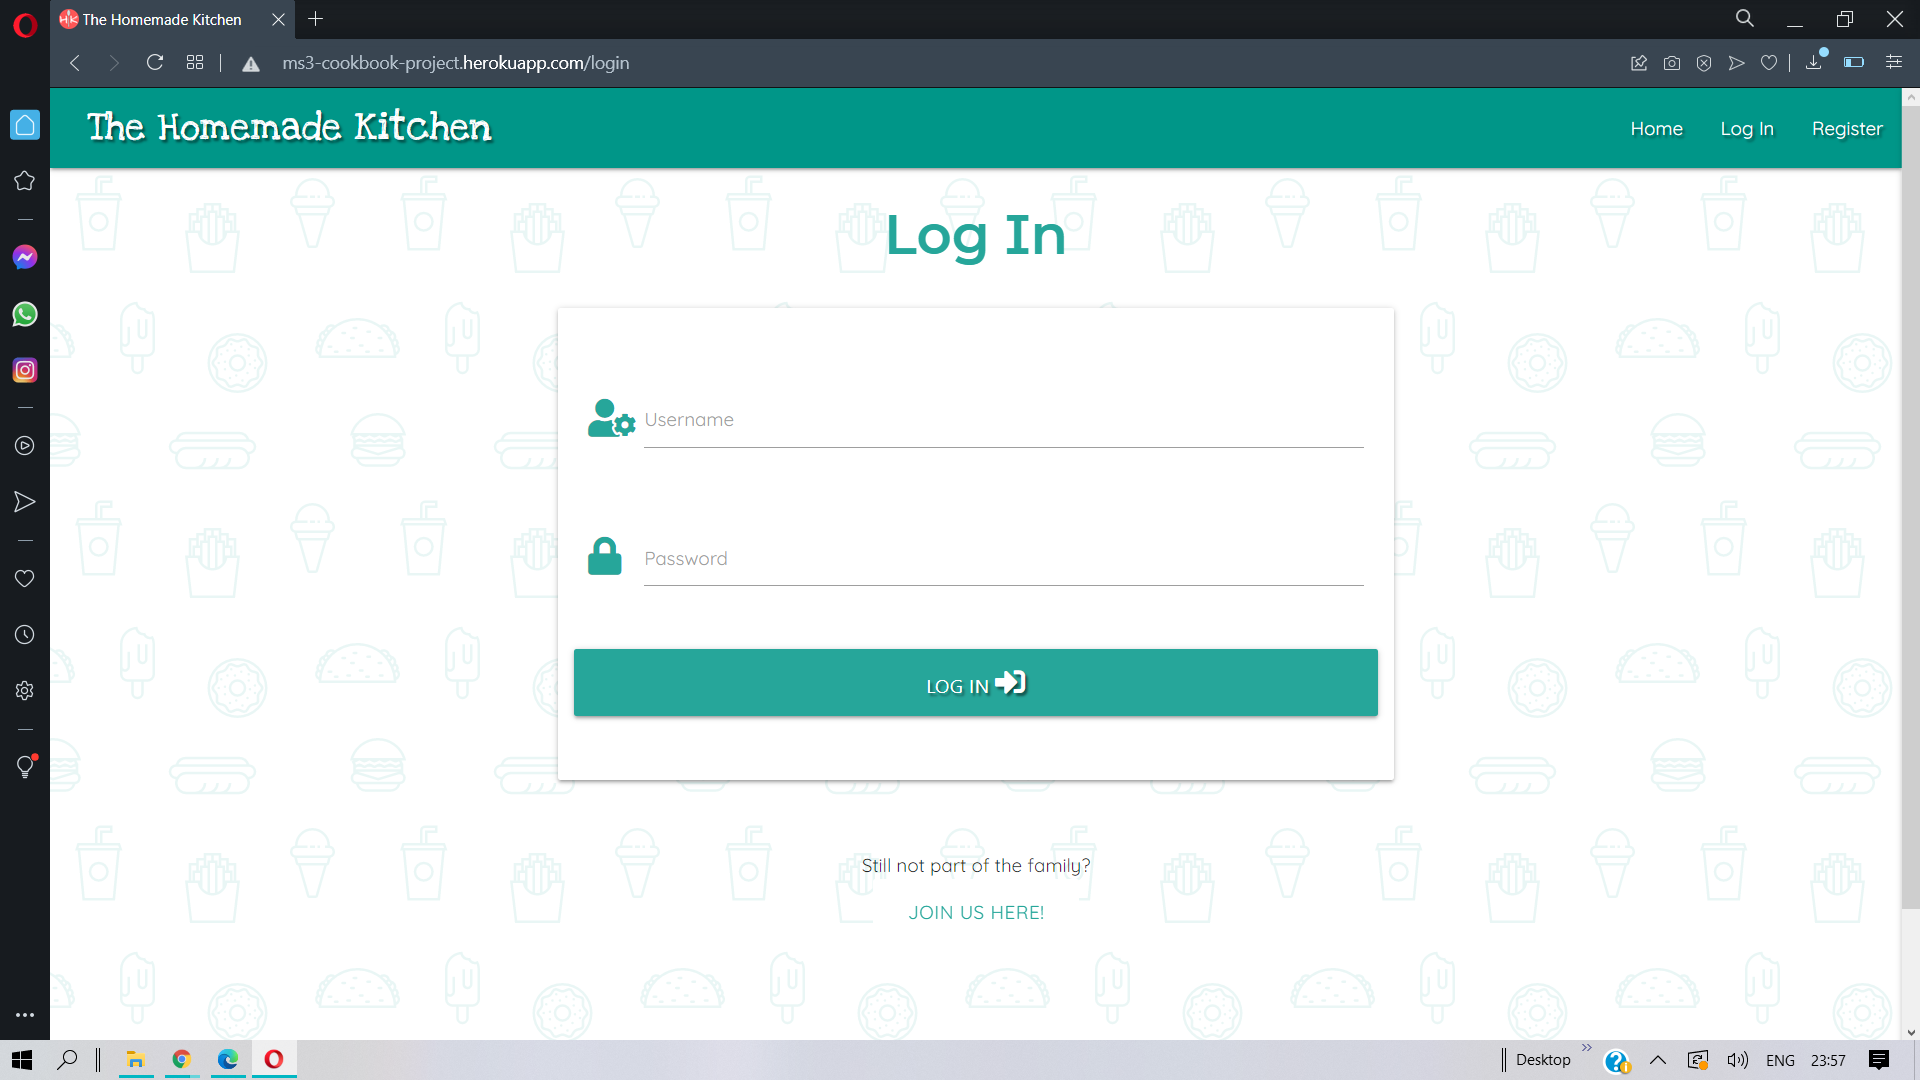 The Homemade Kitchen
ms3-cookbook-project.herokuapp.com/login
The Homemade Kitchen
Home
Log In
Register
Log In
Username
Password
LOG IN
Still not part of the family?
JOIN US HERE!
Desktop
ENG
23:57